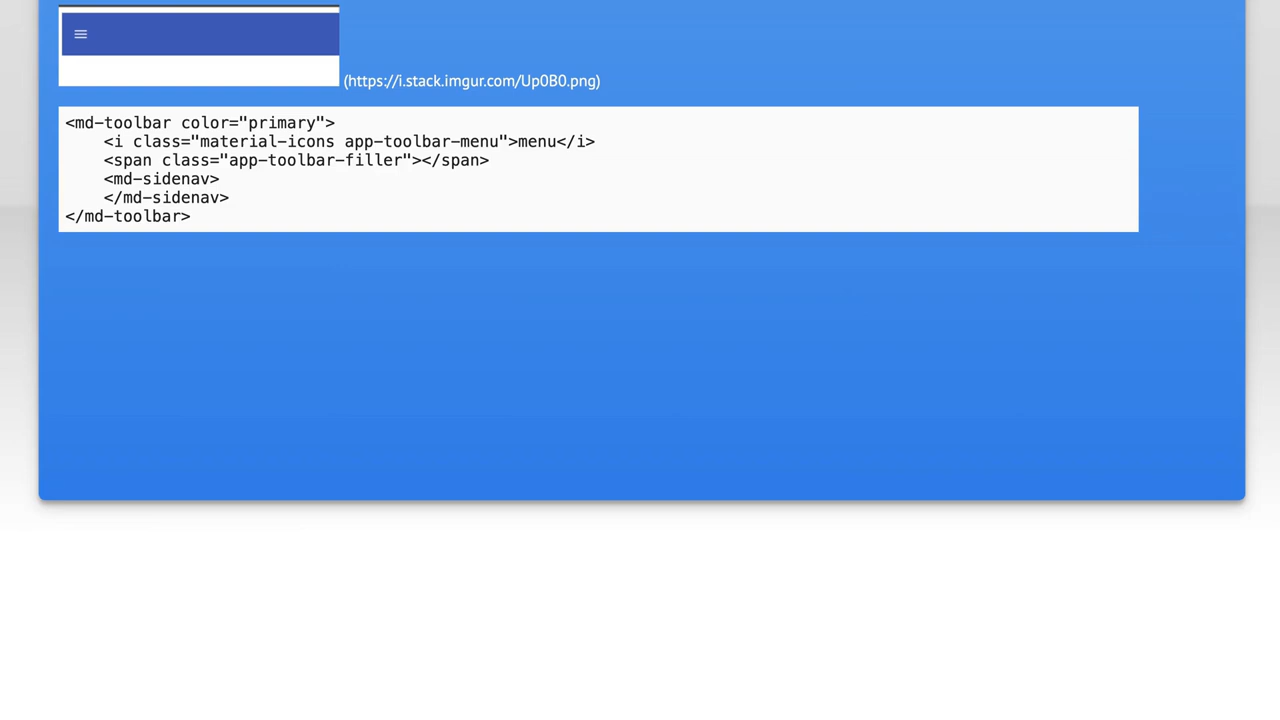 (https://i.stack.imgur.com/Up0B0.png)
<md-toolbar color="primary">
    <i class="material-icons app-toolbar-menu">menu</i>
    <span class="app-toolbar-filler"></span>
    <md-sidenav>
    </md-sidenav>
</md-toolbar>